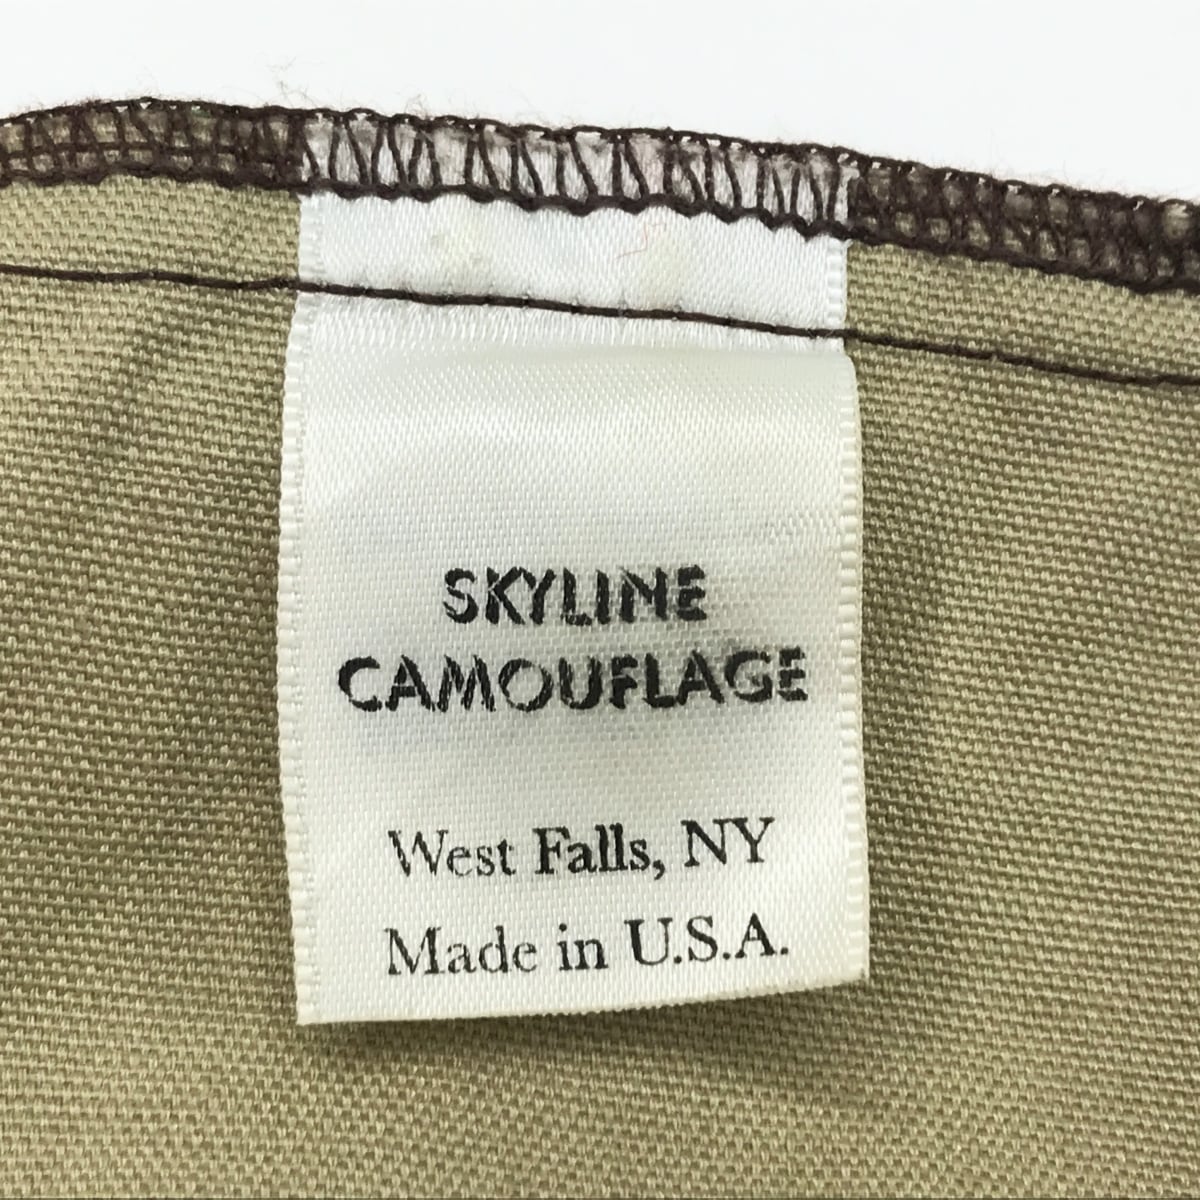 SKYLINE
CAMOUFLAGE
West Falls, NY
Made in U.S.A.